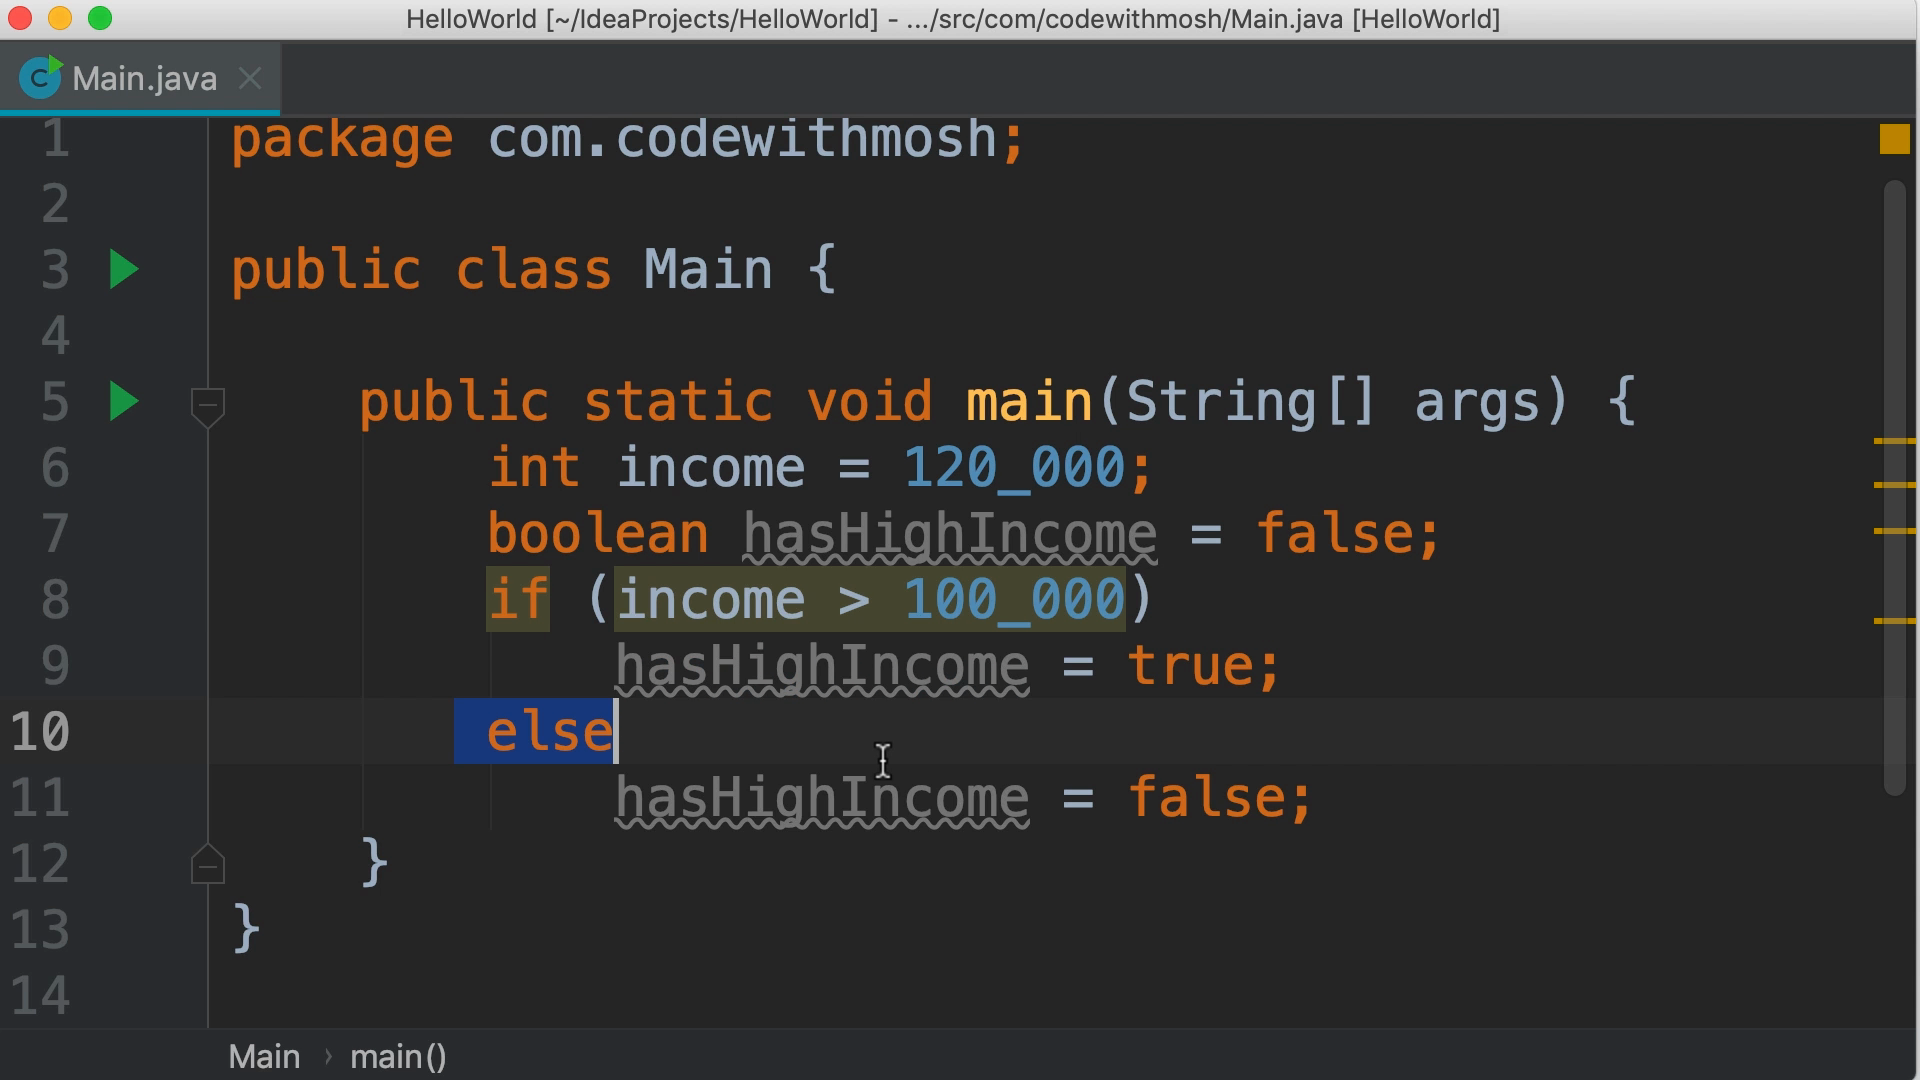 HelloWorld [~/IdeaProjects/HelloWorld] - .../src/com/codewithmosh/Main.java [HelloWorld]
C Main.java
1 package com.codewithmosh;
2
3 public class Main {
4
5 public static void main(String[] args) {
6 int income = 120_000;
7 boolean hasHighIncome = false;
8 if (income > 100_000)
9 hasHighIncome = true;
10 else
11 hasHighIncome = false;
12 }
13 }
14
Main › main()